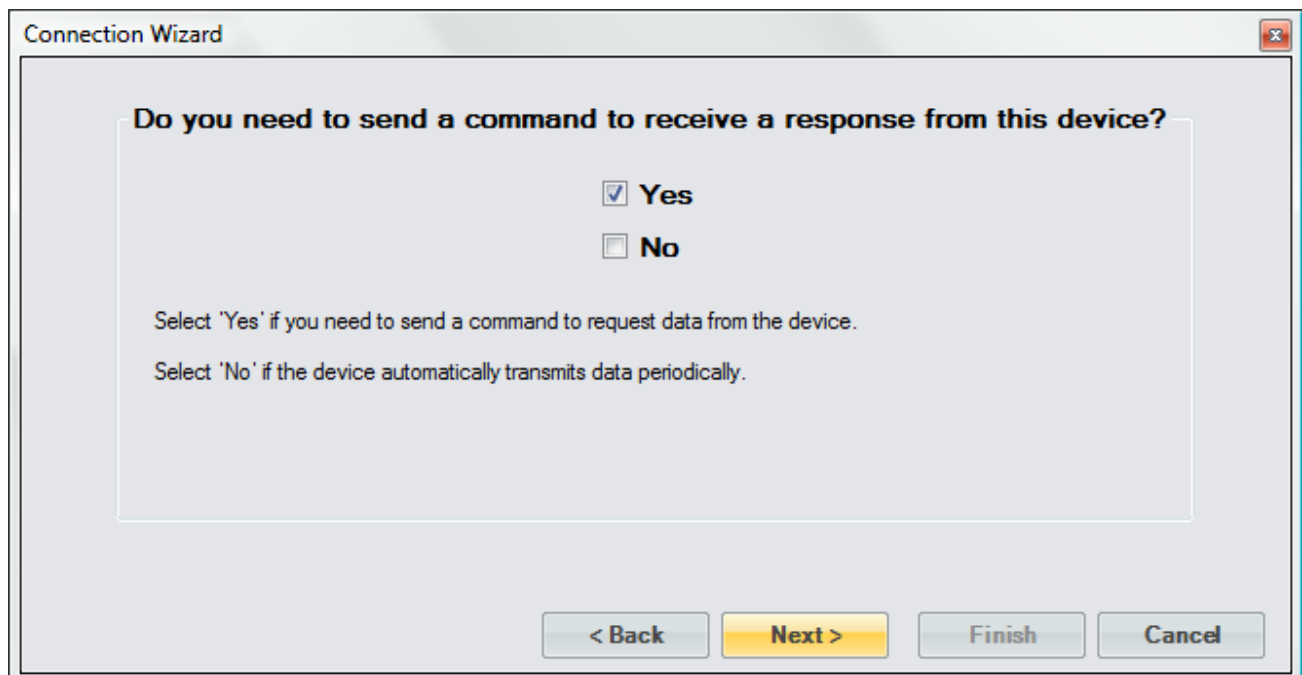 Connection Wizard
Do you need to send a command to receive a response from this device?
Yes
No
Select 'Yes' if you need to send a command to request data from the device.
Select 'No' if the device automatically transmits data periodically.
< Back Next > Finish Cancel